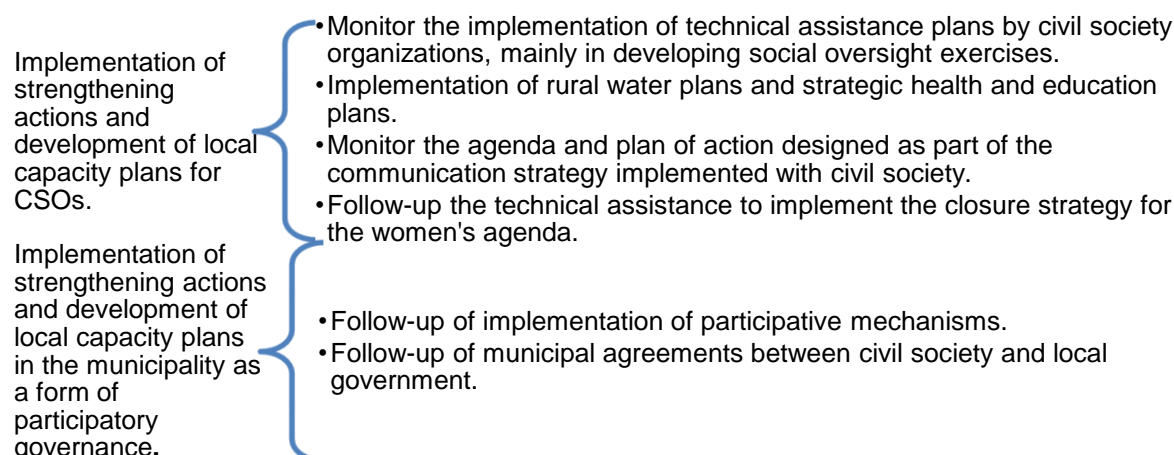 Implementation of
strengthening
actions and
development of local
capacity plans for
CSOs.
•Monitor the implementation of technical assistance plans by civil society
organizations, mainly in developing social oversight exercises.
•Implementation of rural water plans and strategic health and education
plans.
•Monitor the agenda and plan of action designed as part of the
communication strategy implemented with civil society.
•Follow-up the technical assistance to implement the closure strategy for
the women's agenda.
Implementation of
strengthening actions
and development of
local capacity plans
in the municipality as
a form of
participatory
governance.
•Follow-up of implementation of participative mechanisms.
•Follow-up of municipal agreements between civil society and local
government.